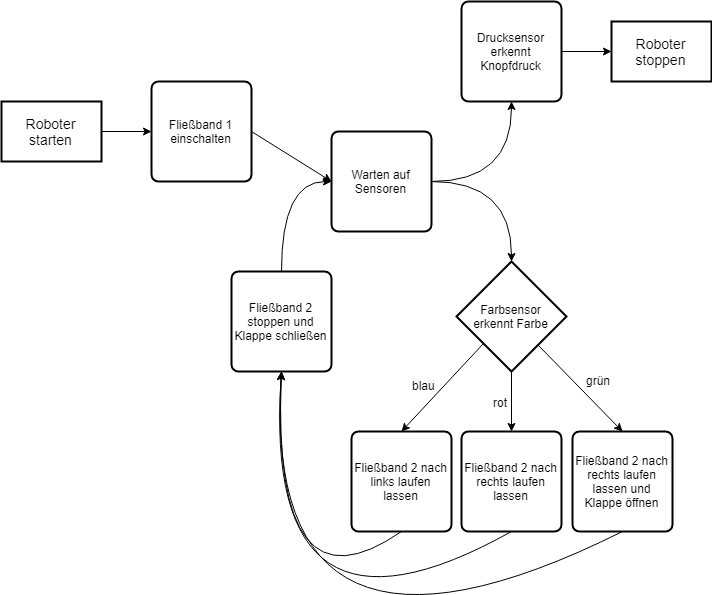 Drucksensor
erkennt
Knopfdruck
Roboter
stoppen
Roboter
starten
Fließband 1
einschalten
Warten auf
Sensoren
Fließband 2
stoppen und
Klappe schließen
Farbsensor
erkennt Farbe
blau
rot
grün
Fließband 2 nach
links laufen
lassen
Fließband 2 nach
rechts laufen
lassen
Fließband 2 nach
rechts laufen
lassen und
Klappe öffnen